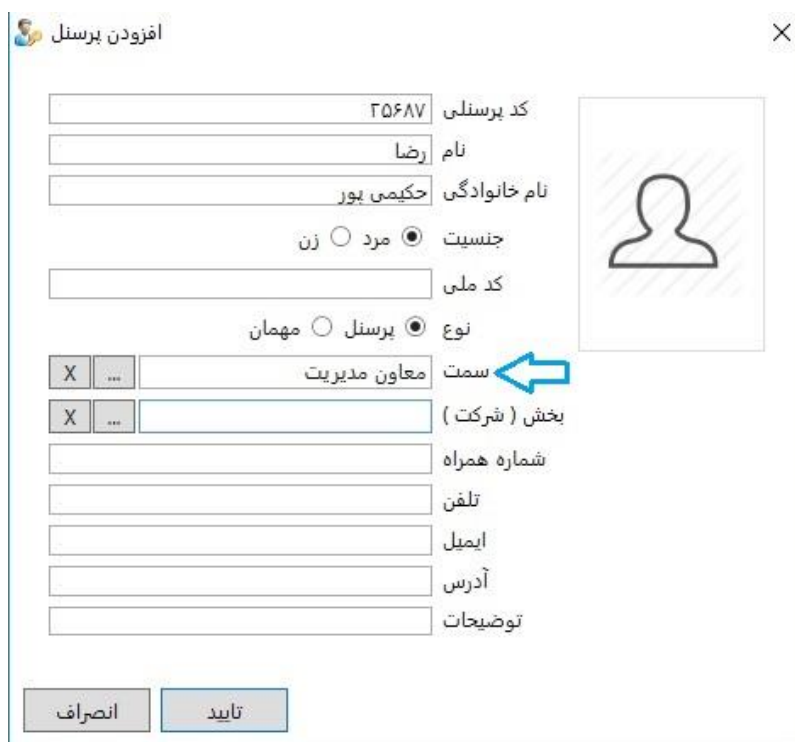 افزودن پرسنل
کد پرسنلی ۲۵۶۸۷
نام رضا
نام خانوادگی حکیمی پور
جنسیت مرد زن
کد ملی
نوع پرسنل مهمان
سمت معاون مدیریت ... X
بخش ( شرکت ) ... X
شماره همراه
تلفن
ایمیل
آدرس
توضیحات
تایید انصراف